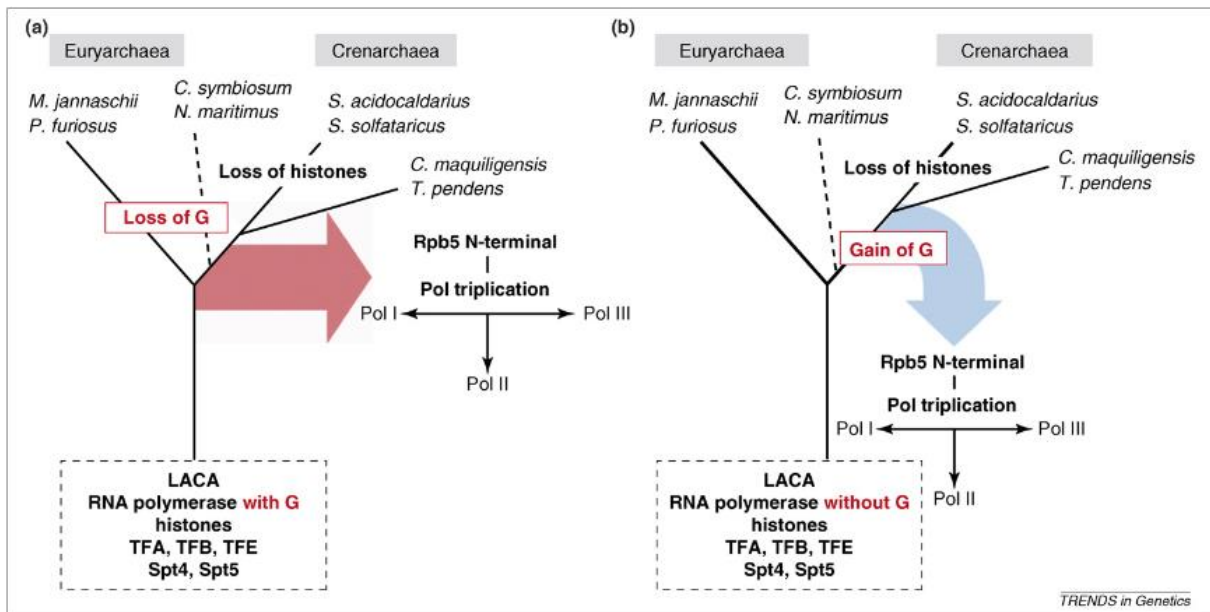 (a)
Euryarchaea
Crenarchaea
M. jannaschii
P. furiosus
C. symbiosum
N. maritimus
S. acidocaldarius
S. solfataricus
Loss of histones
C. maquiligensis
T. pendens
Loss of G
Rpb5 N-terminal
Pol triplication
Pol I
Pol III
Pol II
LACA
RNA polymerase with G
histones
TFA, TFB, TFE
Spt4, Spt5
(b)
Euryarchaea
Crenarchaea
M. jannaschii
P. furiosus
C. symbiosum
N. maritimus
S. acidocaldarius
S. solfataricus
Loss of histones
C. maquiligensis
T. pendens
Gain of G
Rpb5 N-terminal
Pol triplication
Pol I
Pol III
Pol II
LACA
RNA polymerase without G
histones
TFA, TFB, TFE
Spt4, Spt5
TRENDS in Genetics